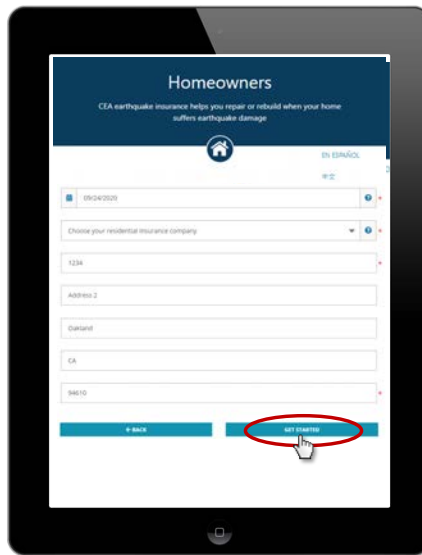 Homeowners
CEA earthquake insurance helps you repair or rebuild when your home
suffers earthquake damage
EN ESPAÑOL
中文
09/24/2020
Choose your residential insurance company
1234
Address 2
Oakland
CA
94610
BACK
GET STARTED